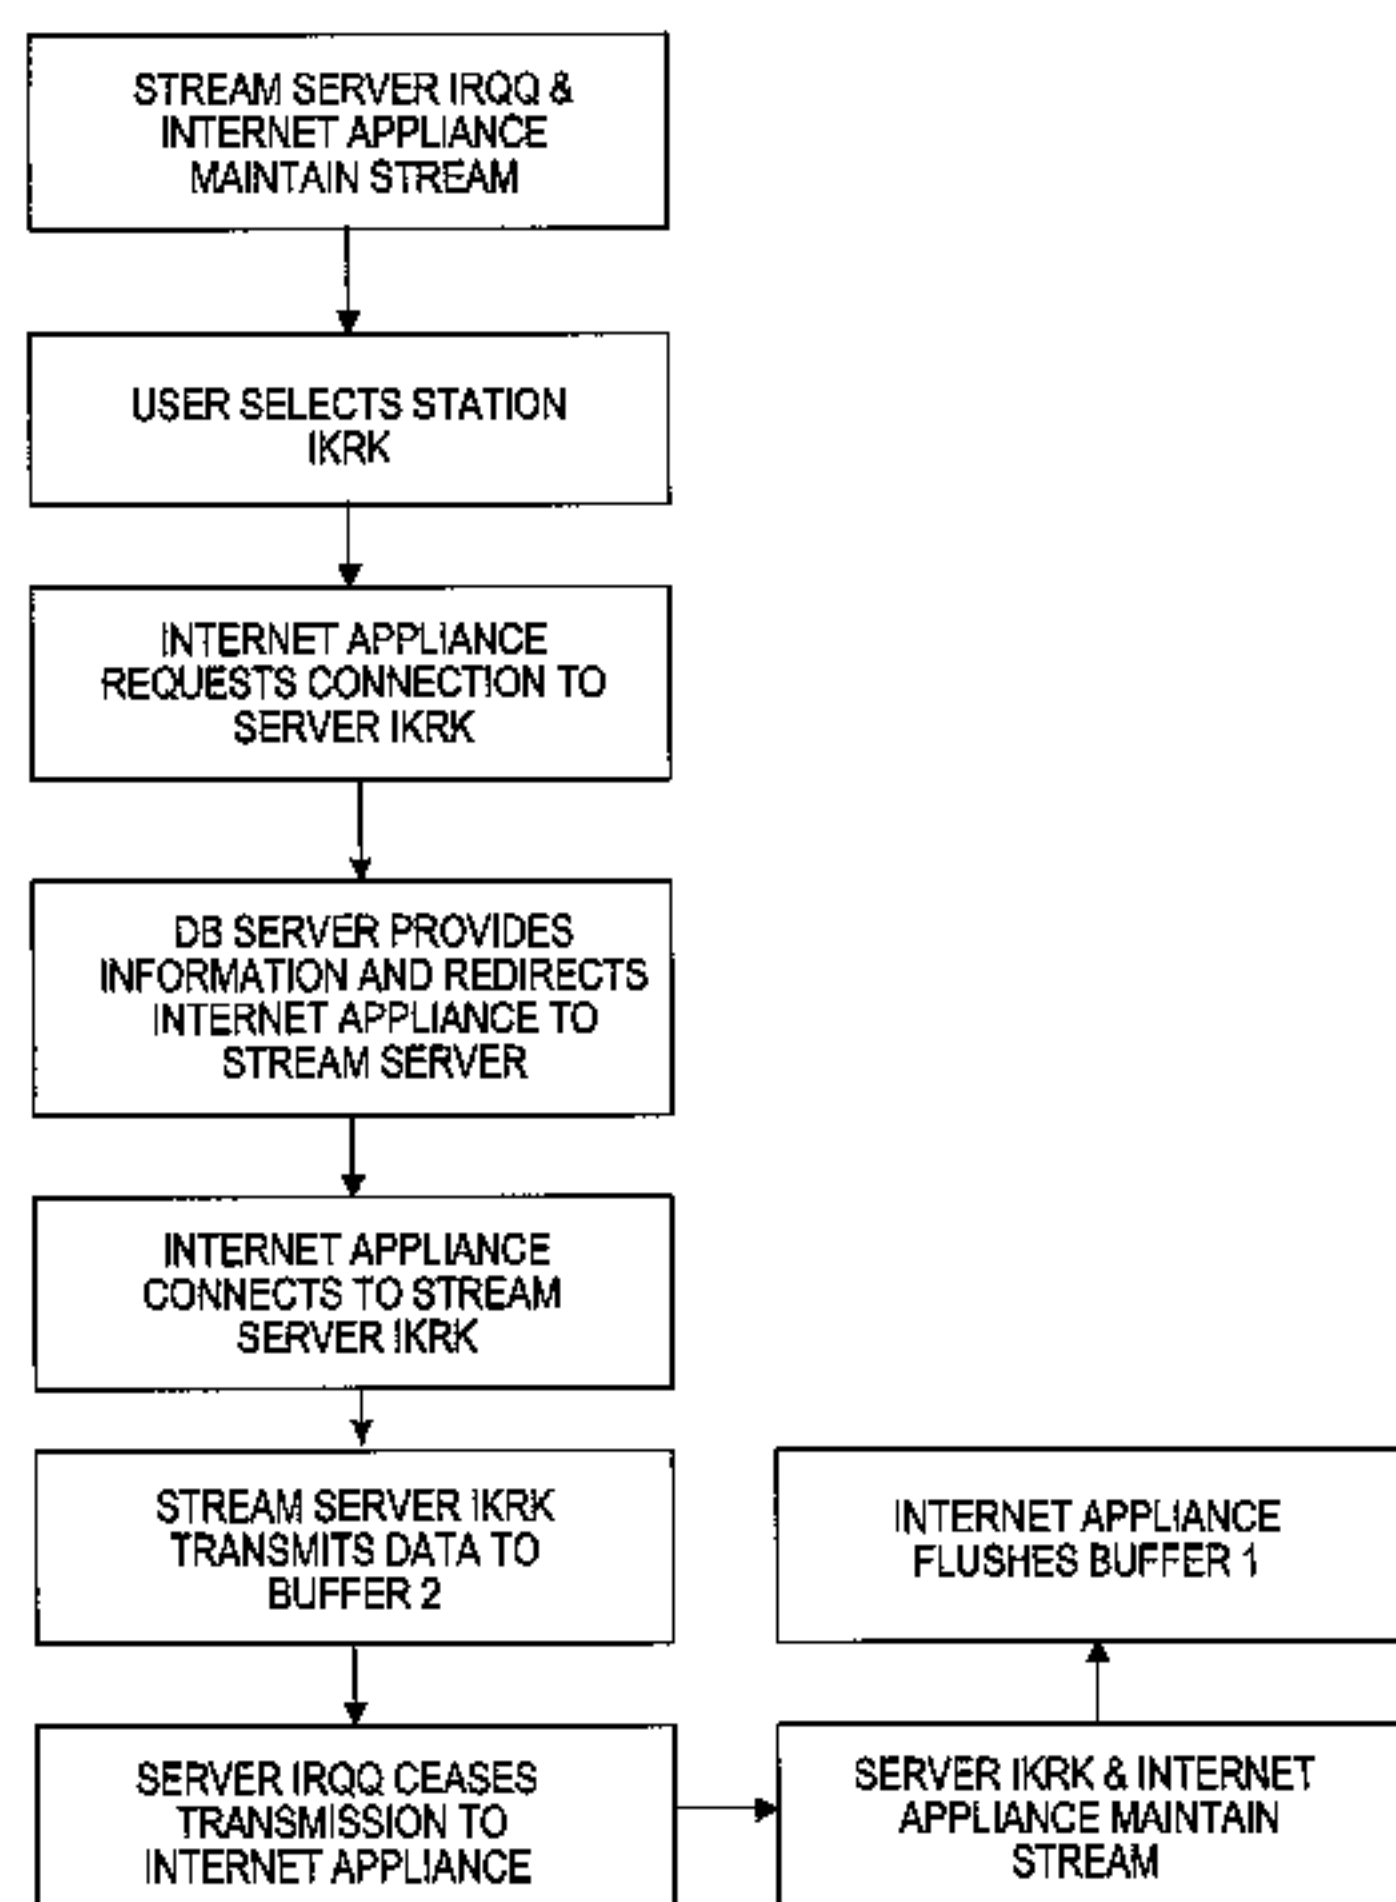 STREAM SERVER IRQQ &
INTERNET APPLIANCE
MAINTAIN STREAM
USER SELECTS STATION
IKRK
INTERNET APPLIANCE
REQUESTS CONNECTION TO
SERVER IKRK
DB SERVER PROVIDES
INFORMATION AND REDIRECTS
INTERNET APPLIANCE TO
STREAM SERVER
INTERNET APPLIANCE
CONNECTS TO STREAM
SERVER IKRK
STREAM SERVER IKRK
TRANSMITS DATA TO
BUFFER 2
SERVER IRQQ CEASES
TRANSMISSION TO
INTERNET APPLIANCE
SERVER IKRK & INTERNET
APPLIANCE MAINTAIN
STREAM
INTERNET APPLIANCE
FLUSHES BUFFER 1